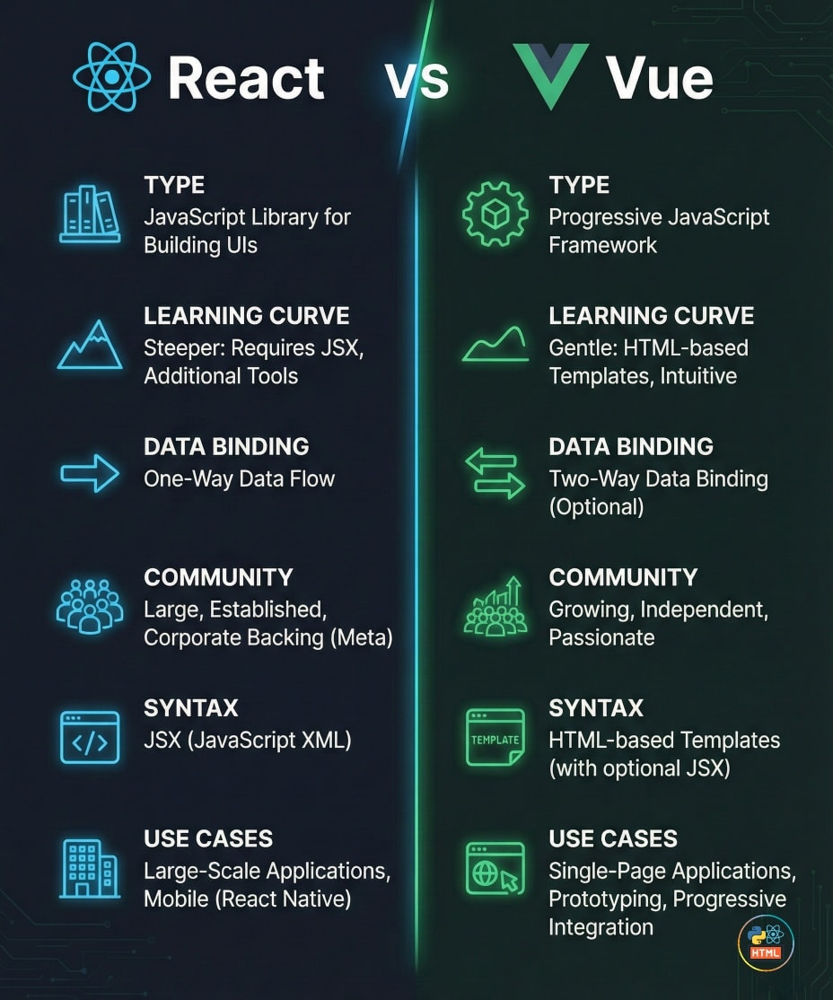 React
VS
Vue
TYPE
JavaScript Library for
Building UIs
LEARNING CURVE
Steeper: Requires JSX,
Additional Tools
DATA BINDING
One-Way Data Flow
COMMUNITY
Large, Established,
Corporate Backing (Meta)
SYNTAX
JSX (JavaScript XML)
USE CASES
Large-Scale Applications,
Mobile (React Native)
TYPE
Progressive JavaScript
Framework
LEARNING CURVE
Gentle: HTML-based
Templates, Intuitive
DATA BINDING
Two-Way Data Binding
(Optional)
COMMUNITY
Growing, Independent,
Passionate
SYNTAX
TEMPLATE
HTML-based Templates
(with optional JSX)
USE CASES
Single-Page Applications,
Prototyping, Progressive
Integration
HTML